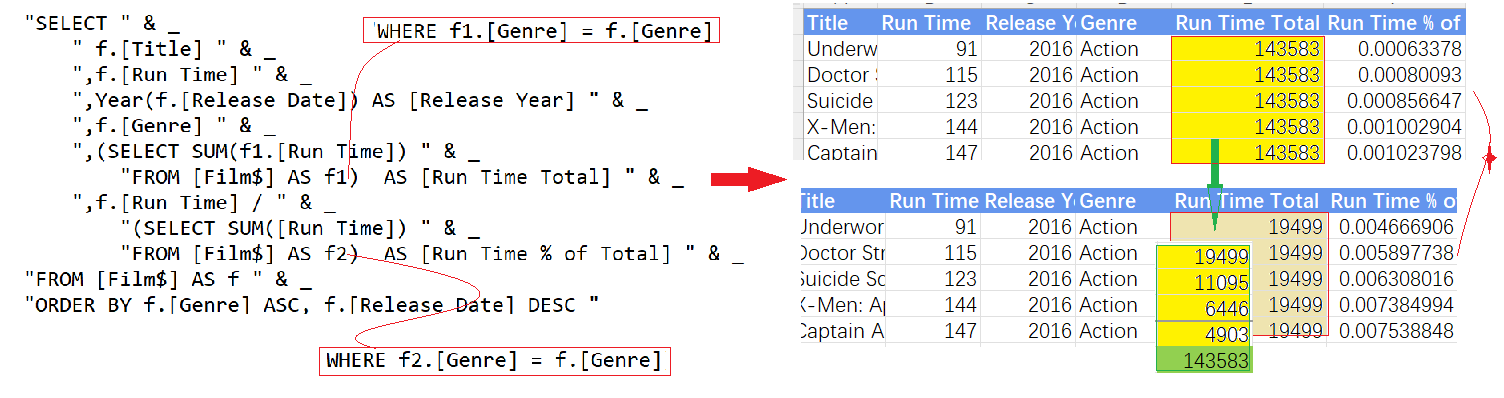 "SELECT " & _
" f.[Title] " & _
",f.[Run Time] " & _
",Year(f.[Release Date]) AS [Release Year] " & _
",f.[Genre] " & _
",(SELECT SUM(f1.[Run Time]) " & _
"FROM [Film$] AS f1)  AS [Run Time Total] " & _
",f.[Run Time] / " & _
"(SELECT SUM([Run Time]) " & _
"FROM [Film$] AS f2)  AS [Run Time % of Total] " & _
"FROM [Film$] AS f " & _
"ORDER BY f.[Genre] ASC, f.[Release Date] DESC "
'WHERE f1.[Genre] = f.[Genre]
WHERE f2.[Genre] = f.[Genre]
Title Run Time Release Y Genre Run Time Total Run Time % of
Underw 91 2016 Action 143583 0.00063378
Doctor S 115 2016 Action 143583 0.00080093
Suicide 123 2016 Action 143583 0.000856647
X-Men: 144 2016 Action 143583 0.001002904
Captain 147 2016 Action 143583 0.001023798
Title Run Time Release Y Genre Run Time Total Run Time % o
Underwor 91 2016 Action 19499 0.004666906
Doctor Str 115 2016 Action 19499 0.005897738
Suicide Sc 123 2016 Action 19499 0.006308016
X-Men: Ap 144 2016 Action 19499 0.007384994
Captain A 147 2016 Action 19499 0.007538848
19499
11095
6446
4903
143583